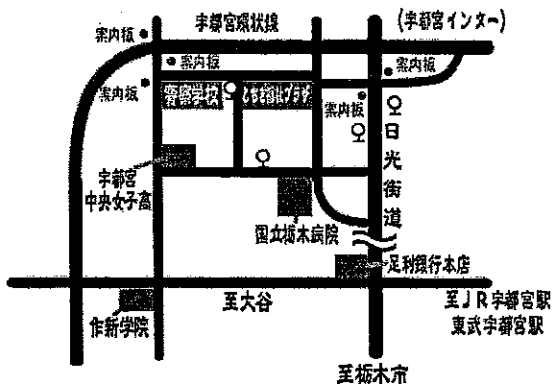 宇都宮環状線
(宇都宮インター)
案内板
案内板
案内板
案内板
案内板
警察学校
とちぎ福祉プラザ
日光街道
宇都宮
中央女子高
国立栃木病院
足利銀行本店
作新学院
至大谷
至JR宇都宮駅
東武宇都宮駅
至栃木市